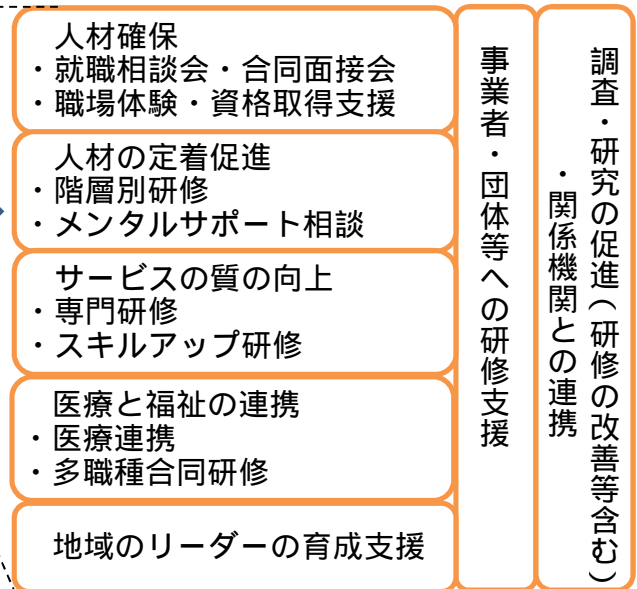 人材確保
・就職相談会・合同面接会
・職場体験・資格取得支援
人材の定着促進
・階層別研修
・メンタルサポート相談
サービスの質の向上
・専門研修
・スキルアップ研修
医療と福祉の連携
・医療連携
・多職種合同研修
地域のリーダーの育成支援
事業者・団体等への研修支援
調査・研究の促進(研修の改善等含む)
・関係機関との連携